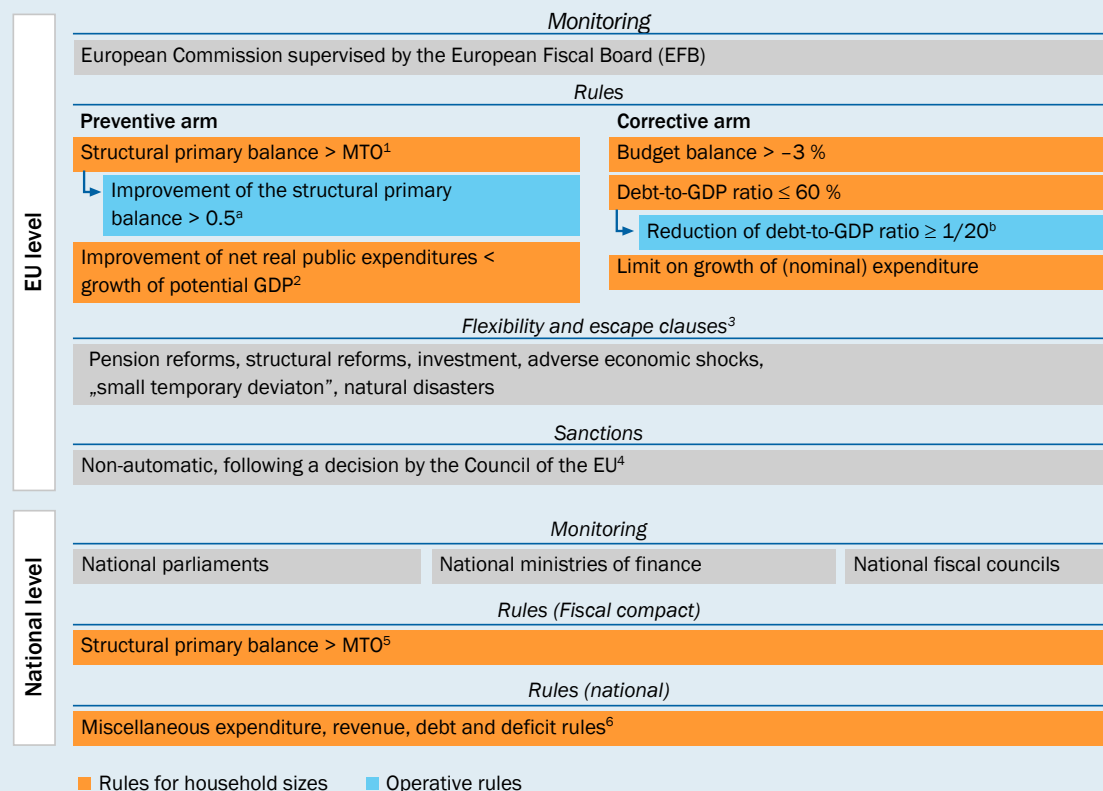 EU level
Monitoring
European Commission supervised by the European Fiscal Board (EFB)
Rules
Preventive arm
Structural primary balance > MTO¹
Improvement of the structural primary
balance > 0.5ᵃ
Improvement of net real public expenditures <
growth of potential GDP²
Corrective arm
Budget balance > –3 %
Debt-to-GDP ratio ≤ 60 %
Reduction of debt-to-GDP ratio ≥ 1/20ᵇ
Limit on growth of (nominal) expenditure
Flexibility and escape clauses³
Pension reforms, structural reforms, investment, adverse economic shocks,
„small temporary deviaton”, natural disasters
Sanctions
Non-automatic, following a decision by the Council of the EU⁴
National level
Monitoring
National parliaments
National ministries of finance
National fiscal councils
Rules (Fiscal compact)
Structural primary balance > MTO⁵
Rules (national)
Miscellaneous expenditure, revenue, debt and deficit rules⁶
Rules for household sizes
Operative rules